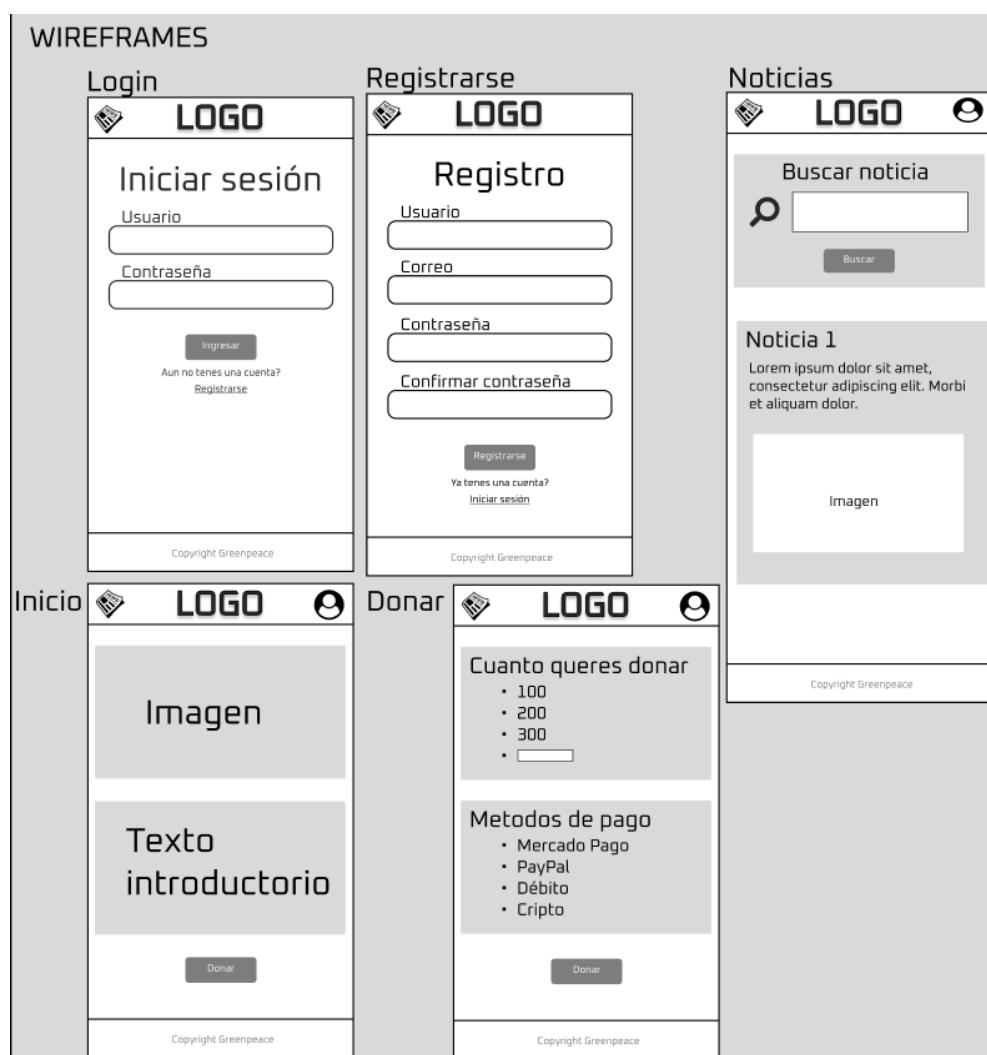 WIREFRAMES
Login
LOGO
Iniciar sesión
Usuario
Contraseña
Ingresar
Aun no tenes una cuenta?
Registrarse
Copyright Greenpeace
Registrarse
LOGO
Registro
Usuario
Correo
Contraseña
Confirmar contraseña
Registrarse
Ya tenes una cuenta?
Iniciar sesión
Copyright Greenpeace
Noticias
LOGO
Buscar noticia
Buscar
Noticia 1
Lorem ipsum dolor sit amet,
consectetur adipiscing elit. Morbi
et aliquam dolor.
Imagen
Copyright Greenpeace
Inicio
LOGO
Imagen
Texto
introductorio
Donar
Copyright Greenpeace
Donar
LOGO
Cuanto queres donar
• 100
• 200
• 300
•
Metodos de pago
• Mercado Pago
• PayPal
• Débito
• Cripto
Donar
Copyright Greenpeace